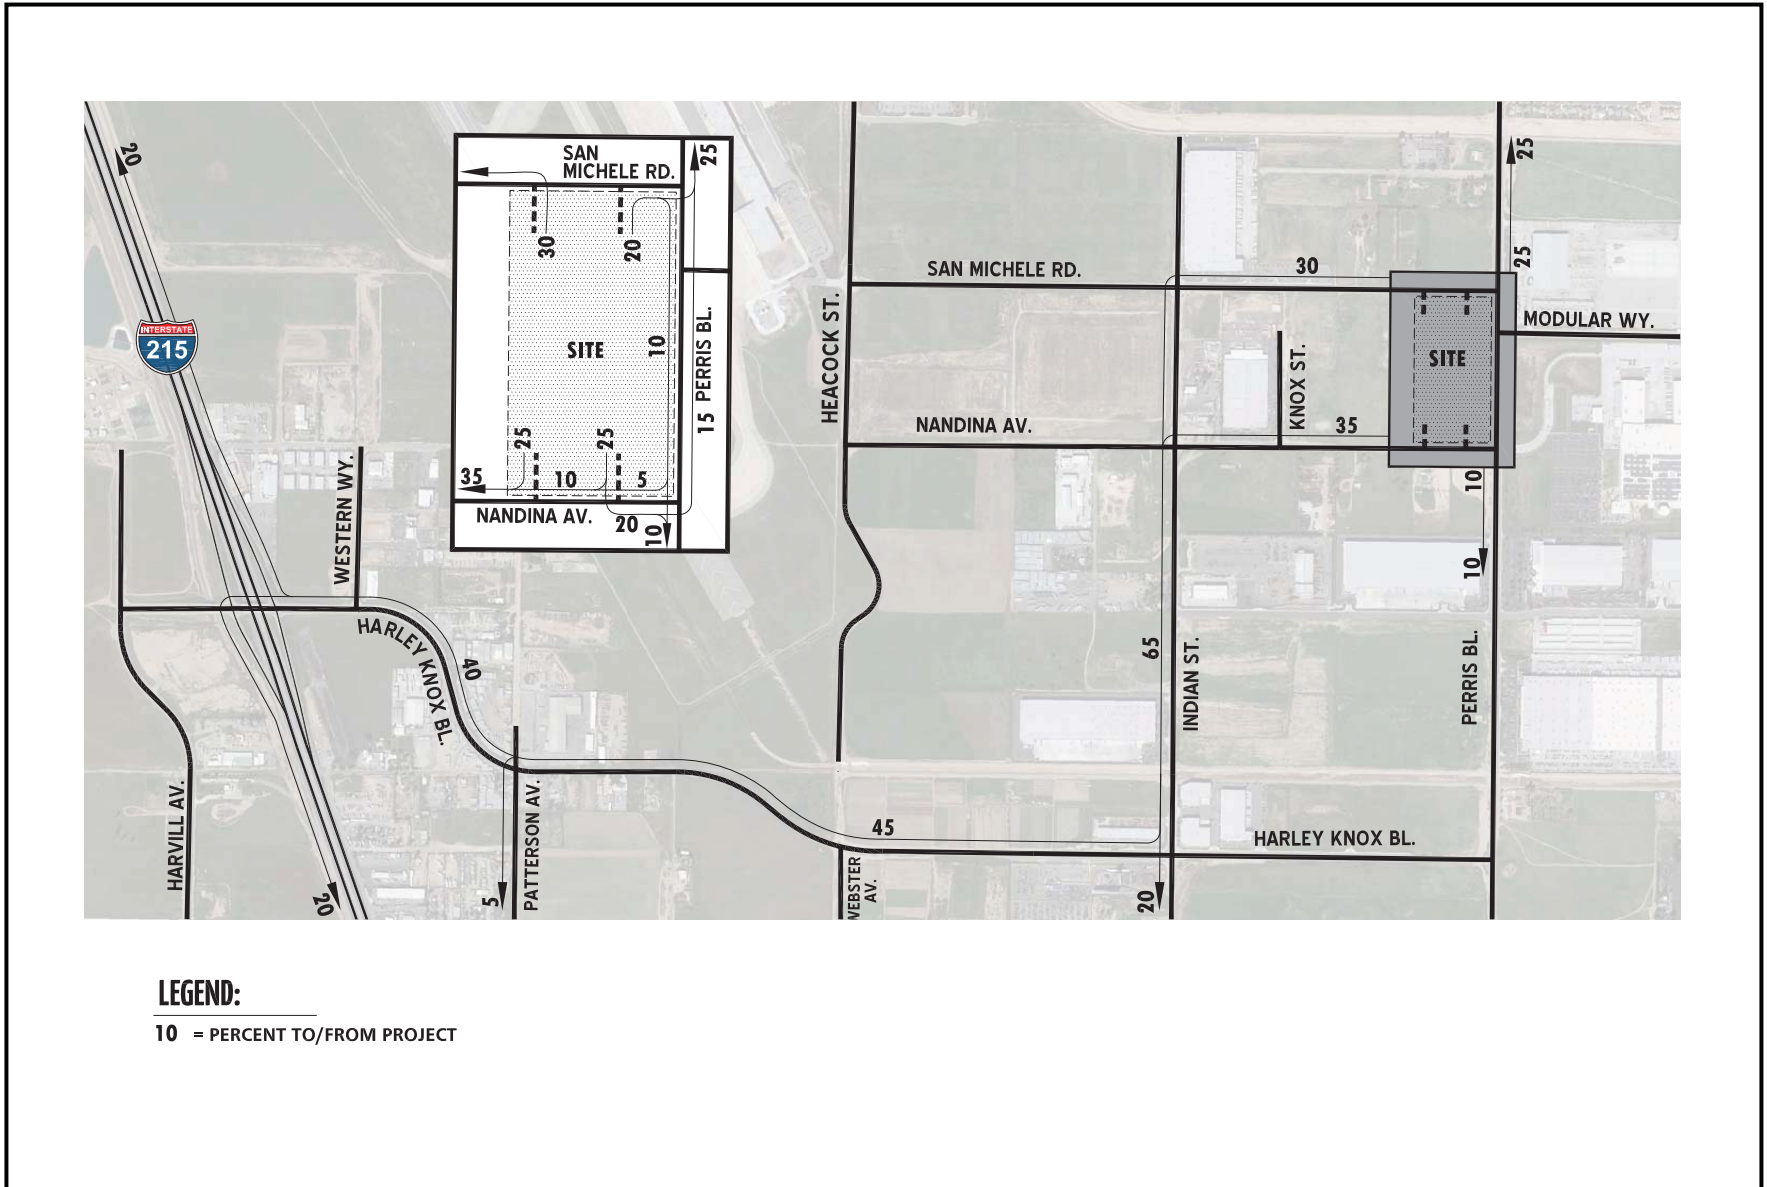 20
SAN
MICHELE RD.
25
30
20
SITE
10
PERRIS BL.
15
25
25
35
10
5
NANDINA AV.
20
10
INTERSTATE
215
25
25
SAN MICHELE RD.
30
MODULAR WY.
HEACOCK ST.
KNOX ST.
SITE
NANDINA AV.
35
10
10
WESTERN WY.
HARLEY KNOX BL.
40
65
INDIAN ST.
PERRIS BL.
HARVILL AV.
PATTERSON AV.
45
HARLEY KNOX BL.
WEBSTER
AV.
20
5
20
LEGEND:
10 = PERCENT TO/FROM PROJECT